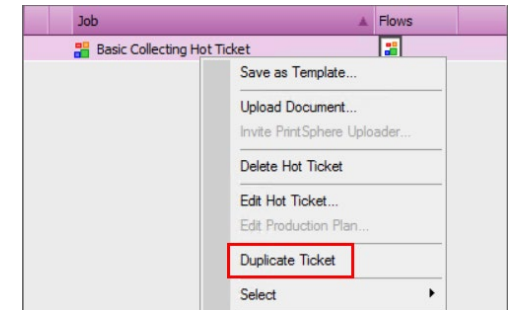 Job Flows
Basic Collecting Hot Ticket
Save as Template...
Upload Document...
Invite PrintSphere Uploader...
Delete Hot Ticket
Edit Hot Ticket...
Edit Production Plan...
Duplicate Ticket
Select